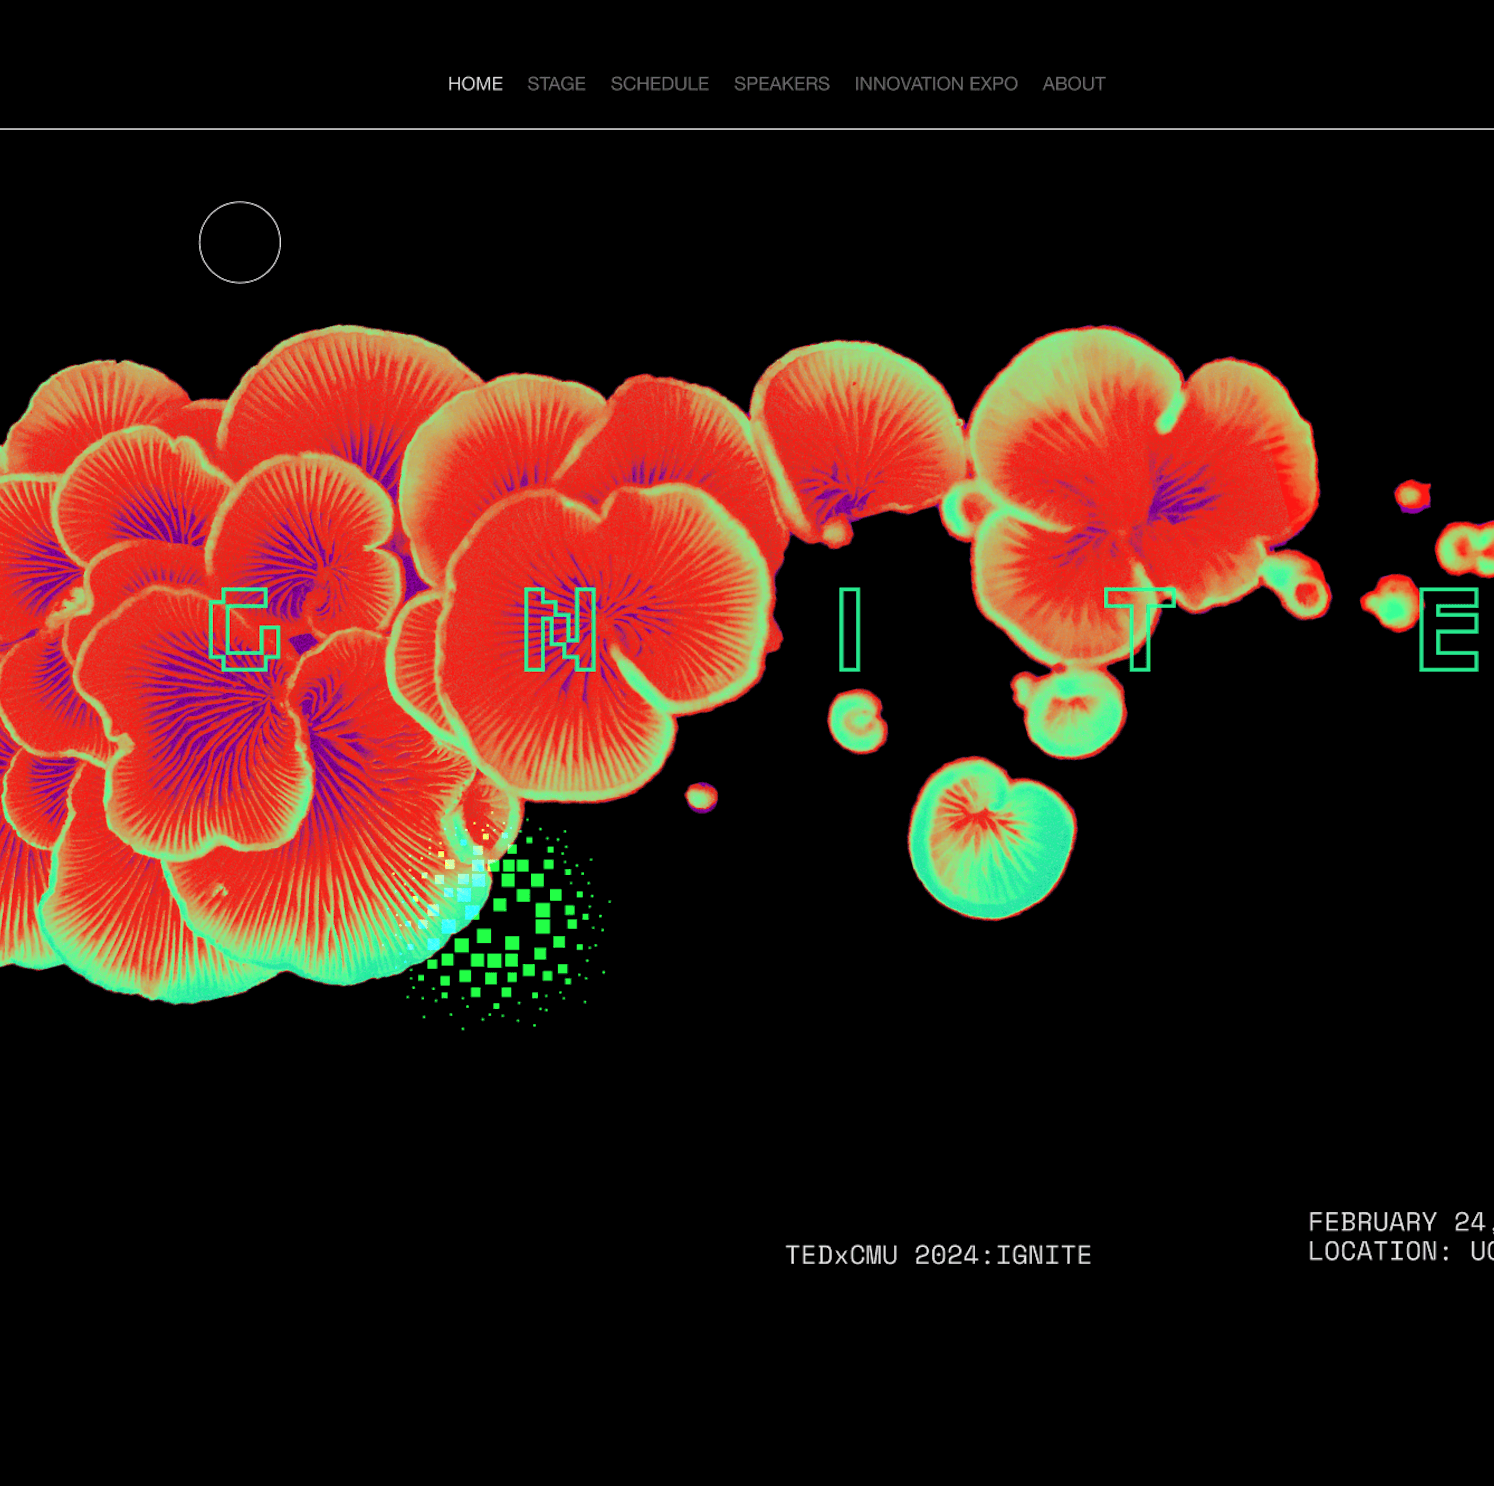 HOME STAGE SCHEDULE SPEAKERS INNOVATION EXPO ABOUT
G N I T E
TEDxCMU 2024:IGNITE
FEBRUARY 24,
LOCATION: